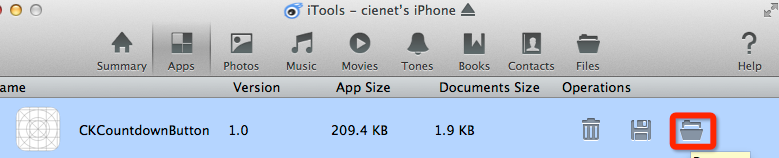 iTools – cienet's iPhone
Summary Apps Photos Music Movies Tones Books Contacts Files Help
ame Version App Size Documents Size Operations
CKCountdownButton 1.0 209.4 KB 1.9 KB